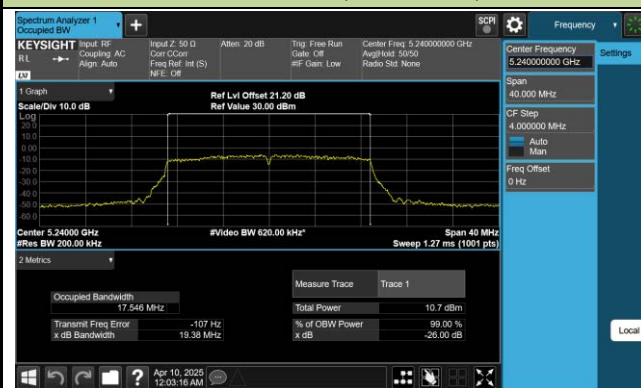 Spectrum Analyzer 1
Occupied BW
+
SCPI
Frequency
Settings
KEYSIGHT
RL
LXI
Input: RF
Coupling: AC
Align: Auto
Input Z: 50 Ω
Corr CCorr
Freq Ref: Int (S)
NFE: Off
Atten: 20 dB
Trig: Free Run
Gate: Off
#IF Gain: Low
Center Freq: 5.240000000 GHz
Avg|Hold: 50/50
Radio Std: None
Center Frequency
5.240000000 GHz
Span
40.000 MHz
CF Step
4.000000 MHz
Auto
Man
Freq Offset
0 Hz
Local
1 Graph
Scale/Div 10.0 dB
Ref Lvl Offset 21.20 dB
Ref Value 30.00 dBm
Log
20.0
10.0
0.00
-10.0
-20.0
-30.0
-40.0
-50.0
-60.0
Center 5.24000 GHz
#Video BW 620.00 kHz*
Span 40 MHz
#Res BW 200.00 kHz
Sweep 1.27 ms (1001 pts)
2 Metrics
Measure Trace Trace 1
Occupied Bandwidth
17.546 MHz
Total Power 10.7 dBm
Transmit Freq Error -107 Hz
% of OBW Power 99.00 %
x dB Bandwidth 19.38 MHz
x dB -26.00 dB
?
Apr 10, 2025
12:03:16 AM